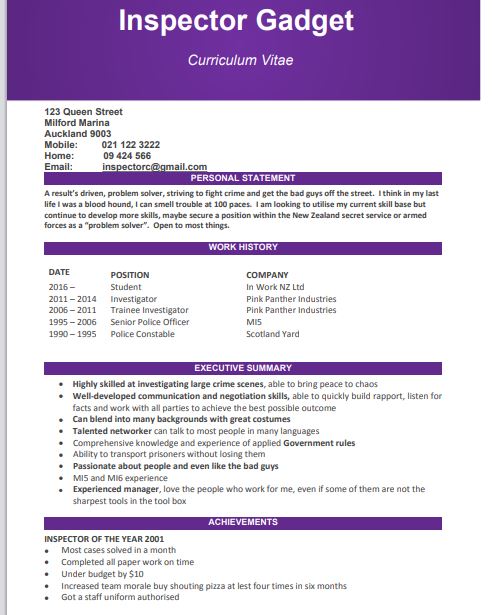 Inspector Gadget
Curriculum Vitae
123 Queen Street
Milford Marina
Auckland 9003
Mobile: 021 122 3222
Home: 09 424 566
Email: inspectorc@gmail.com
PERSONAL STATEMENT
A result's driven, problem solver, striving to fight crime and get the bad guys off the street. I think in my last
life I was a blood hound, I can smell trouble at 100 paces. I am looking to utilise my current skill base but
continue to develop more skills, maybe secure a position within the New Zealand secret service or armed
forces as a "problem solver". Open to most things.
WORK HISTORY
DATE POSITION COMPANY
2016 – Student In Work NZ Ltd
2011 – 2014 Investigator Pink Panther Industries
2006 – 2011 Trainee Investigator Pink Panther Industries
1995 – 2006 Senior Police Officer MI5
1990 – 1995 Police Constable Scotland Yard
EXECUTIVE SUMMARY
• Highly skilled at investigating large crime scenes, able to bring peace to chaos
• Well-developed communication and negotiation skills, able to quickly build rapport, listen for
facts and work with all parties to achieve the best possible outcome
• Can blend into many backgrounds with great costumes
• Talented networker can talk to most people in many languages
• Comprehensive knowledge and experience of applied Government rules
• Ability to transport prisoners without losing them
• Passionate about people and even like the bad guys
• MI5 and MI6 experience
• Experienced manager, love the people who work for me, even if some of them are not the
sharpest tools in the tool box
ACHIEVEMENTS
INSPECTOR OF THE YEAR 2001
• Most cases solved in a month
• Completed all paper work on time
• Under budget by $10
• Increased team morale buy shouting pizza at lest four times in six months
• Got a staff uniform authorised